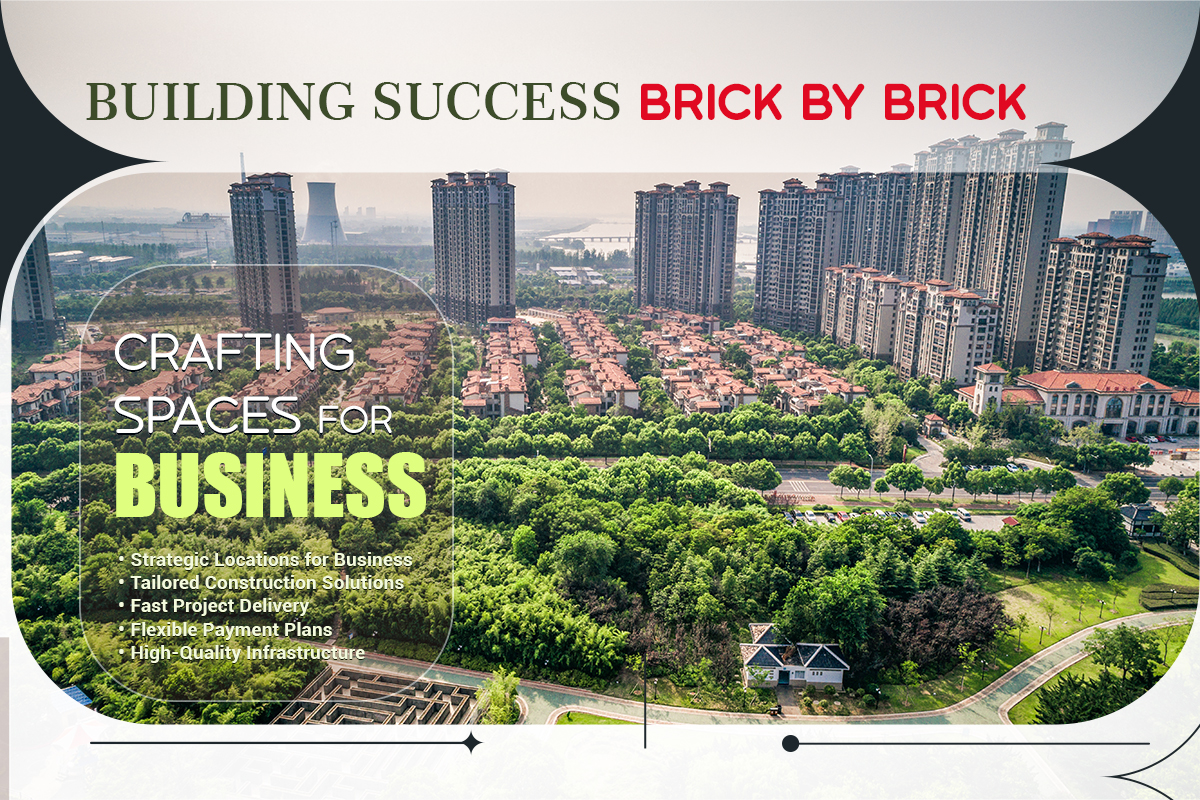 BUILDING SUCCESS BRICK BY BRICK
CRAFTING
SPACES FOR
BUSINESS
• Strategic Locations for Business
• Tailored Construction Solutions
• Fast Project Delivery
• Flexible Payment Plans
• High-Quality Infrastructure